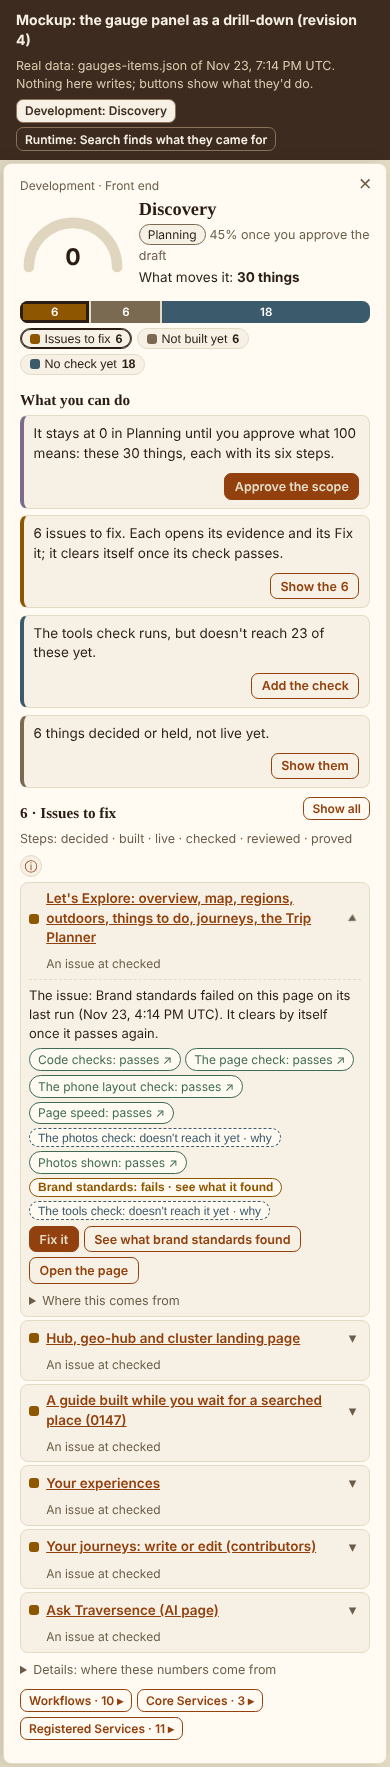 Mockup: the gauge panel as a drill-down (revision
4)
Real data: gauges-items.json of Nov 23, 7:14 PM UTC.
Nothing here writes; buttons show what they'd do.
Development: Discovery
Runtime: Search finds what they came for
Development · Front end
✕
Discovery
Planning 45% once you approve the
draft
0
What moves it: 30 things
6 6 18
Issues to fix 6 Not built yet 6
No check yet 18
What you can do
It stays at 0 in Planning until you approve what 100
means: these 30 things, each with its six steps.
Approve the scope
6 issues to fix. Each opens its evidence and its Fix
it; it clears itself once its check passes.
Show the 6
The tools check runs, but doesn't reach 23 of
these yet.
Add the check
6 things decided or held, not live yet.
Show them
6 · Issues to fix
Show all
Steps: decided · built · live · checked · reviewed · proved
ⓘ
Let's Explore: overview, map, regions,
outdoors, things to do, journeys, the Trip
Planner
▲
An issue at checked
The issue: Brand standards failed on this page on its
last run (Nov 23, 4:14 PM UTC). It clears by itself
once it passes again.
Code checks: passes ↗ The page check: passes ↗
The phone layout check: passes ↗
Page speed: passes ↗
The photos check: doesn't reach it yet · why
Photos shown: passes ↗
Brand standards: fails · see what it found
The tools check: doesn't reach it yet · why
Fix it See what brand standards found
Open the page
▶ Where this comes from
Hub, geo-hub and cluster landing page ▼
An issue at checked
A guide built while you wait for a searched
place (0147)
▼
An issue at checked
Your experiences ▼
An issue at checked
Your journeys: write or edit (contributors) ▼
An issue at checked
Ask Traversence (AI page) ▼
An issue at checked
▶ Details: where these numbers come from
Workflows · 10 ▸ Core Services · 3 ▸
Registered Services · 11 ▸